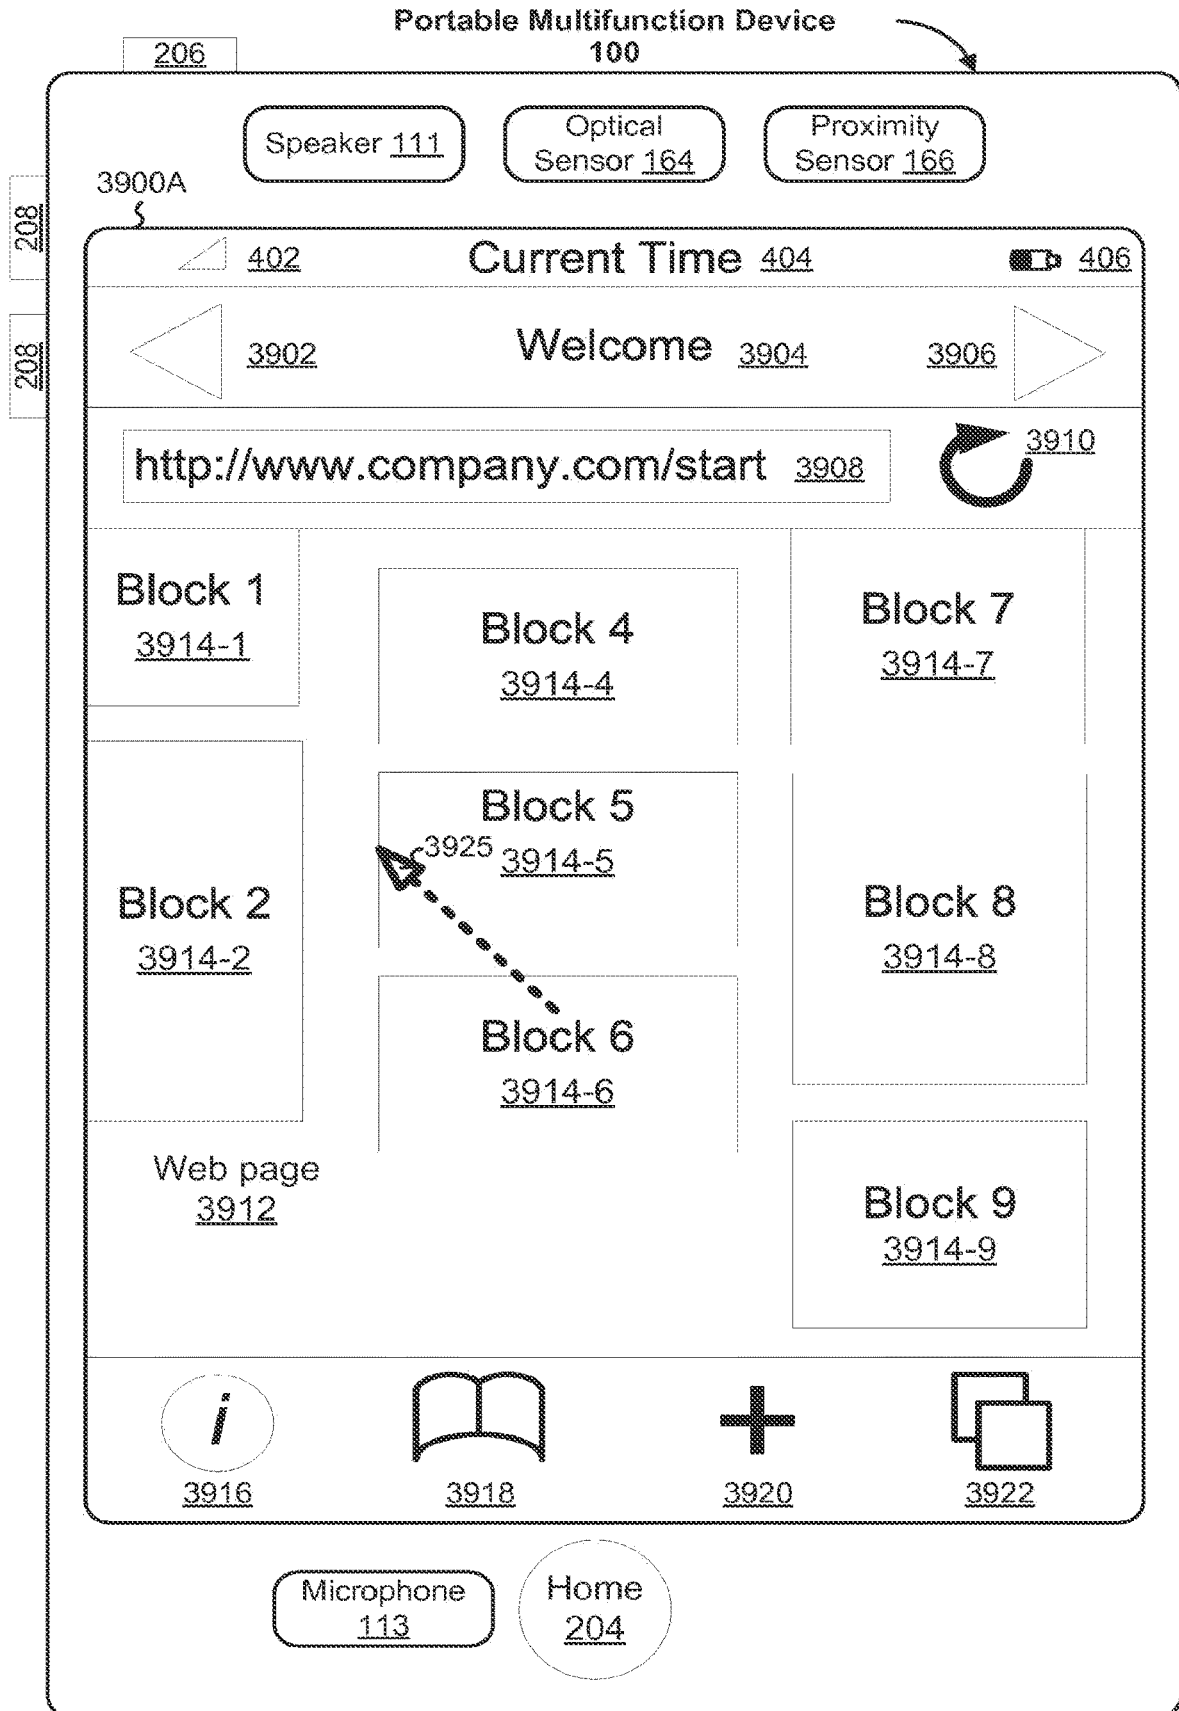 Portable Multifunction Device
100
206
Speaker 111
Optical
Sensor 164
Proximity
Sensor 166
3900A
208
208
402
Current Time 404
406
3902
Welcome 3904
3906
http://www.company.com/start 3908
3910
Block 1
3914-1
Block 4
3914-4
Block 7
3914-7
Block 2
3914-2
Block 5
3925
3914-5
Block 8
3914-8
Block 6
3914-6
Web page
3912
Block 9
3914-9
i
3916
3918
3920
3922
Microphone
113
Home
204